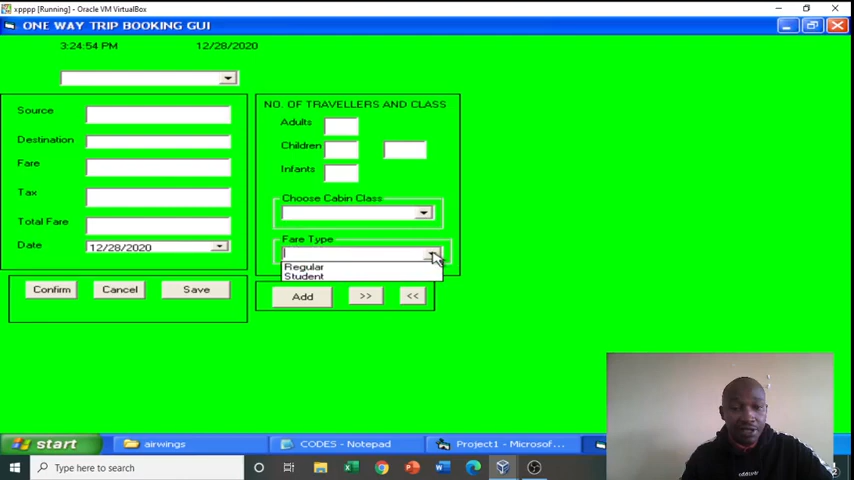 xpppp [Running] - Oracle VM VirtualBox
ONE WAY TRIP BOOKING GUI
3:24:54 PM 12/28/2020
NO. OF TRAVELLERS AND CLASS
Source
Adults
Destination
Children
Fare
Infants
Tax
Choose Cabin Class
Total Fare
Fare Type
Date 12/28/2020
Regular
Student
Confirm Cancel Save
Add >> <<
start airwings CODES - Notepad Project1 - Microsof...
Type here to search